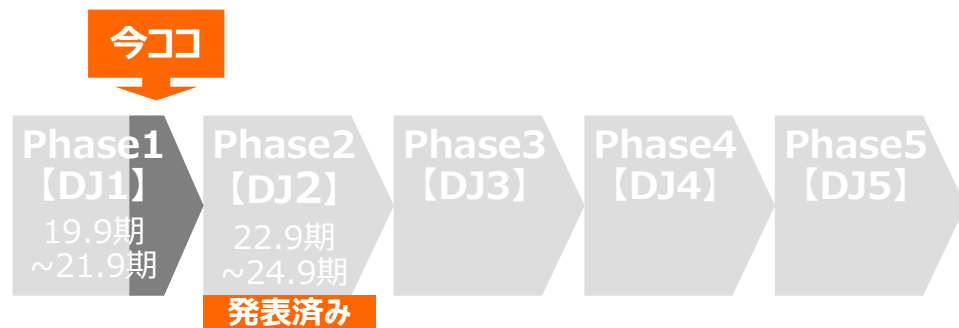 今ココ
Phase1
【DJ1】
19.9期
~21.9期
Phase2
【DJ2】
22.9期
~24.9期
発表済み
Phase3
【DJ3】
Phase4
【DJ4】
Phase5
【DJ5】